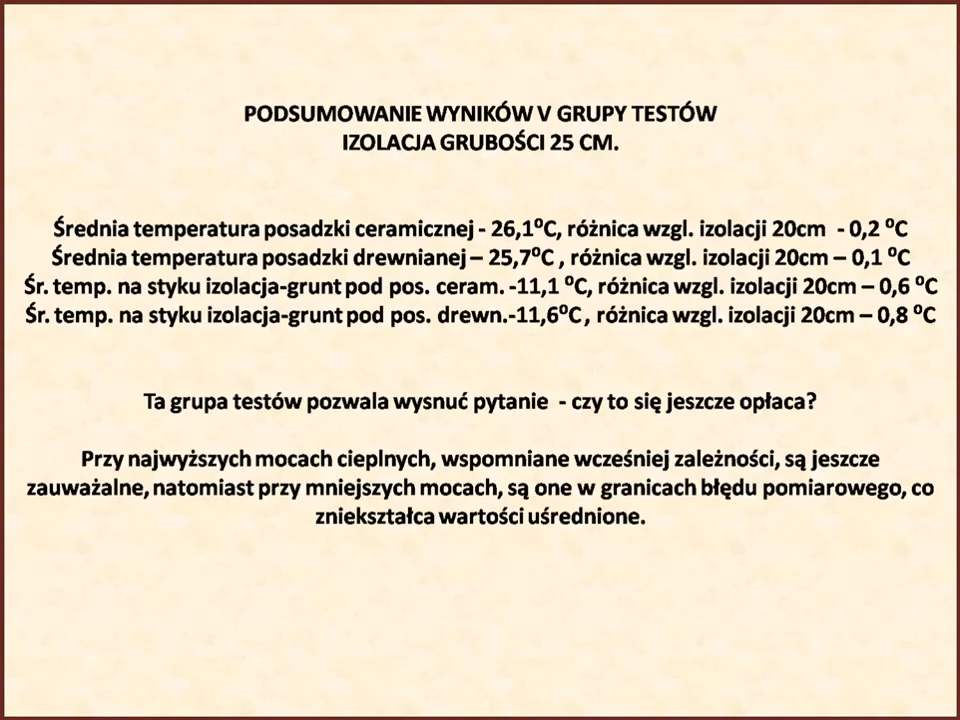 PODSUMOWANIE WYNIKÓW V GRUPY TESTÓW
IZOLACJA GRUBOŚCI 25 CM.
Średnia temperatura posadzki ceramicznej - 26,1⁰C, różnica wzgl. izolacji 20cm - 0,2 ⁰C
Średnia temperatura posadzki drewnianej – 25,7⁰C , różnica wzgl. izolacji 20cm – 0,1 ⁰C
Śr. temp. na styku izolacja-grunt pod pos. ceram. -11,1 ⁰C, różnica wzgl. izolacji 20cm – 0,6 ⁰C
Śr. temp. na styku izolacja-grunt pod pos. drewn.-11,6⁰C , różnica wzgl. izolacji 20cm – 0,8 ⁰C
Ta grupa testów pozwala wysnuć pytanie - czy to się jeszcze opłaca?
Przy najwyższych mocach cieplnych, wspomniane wcześniej zależności, są jeszcze
zauważalne, natomiast przy mniejszych mocach, są one w granicach błędu pomiarowego, co
zniekształca wartości uśrednione.